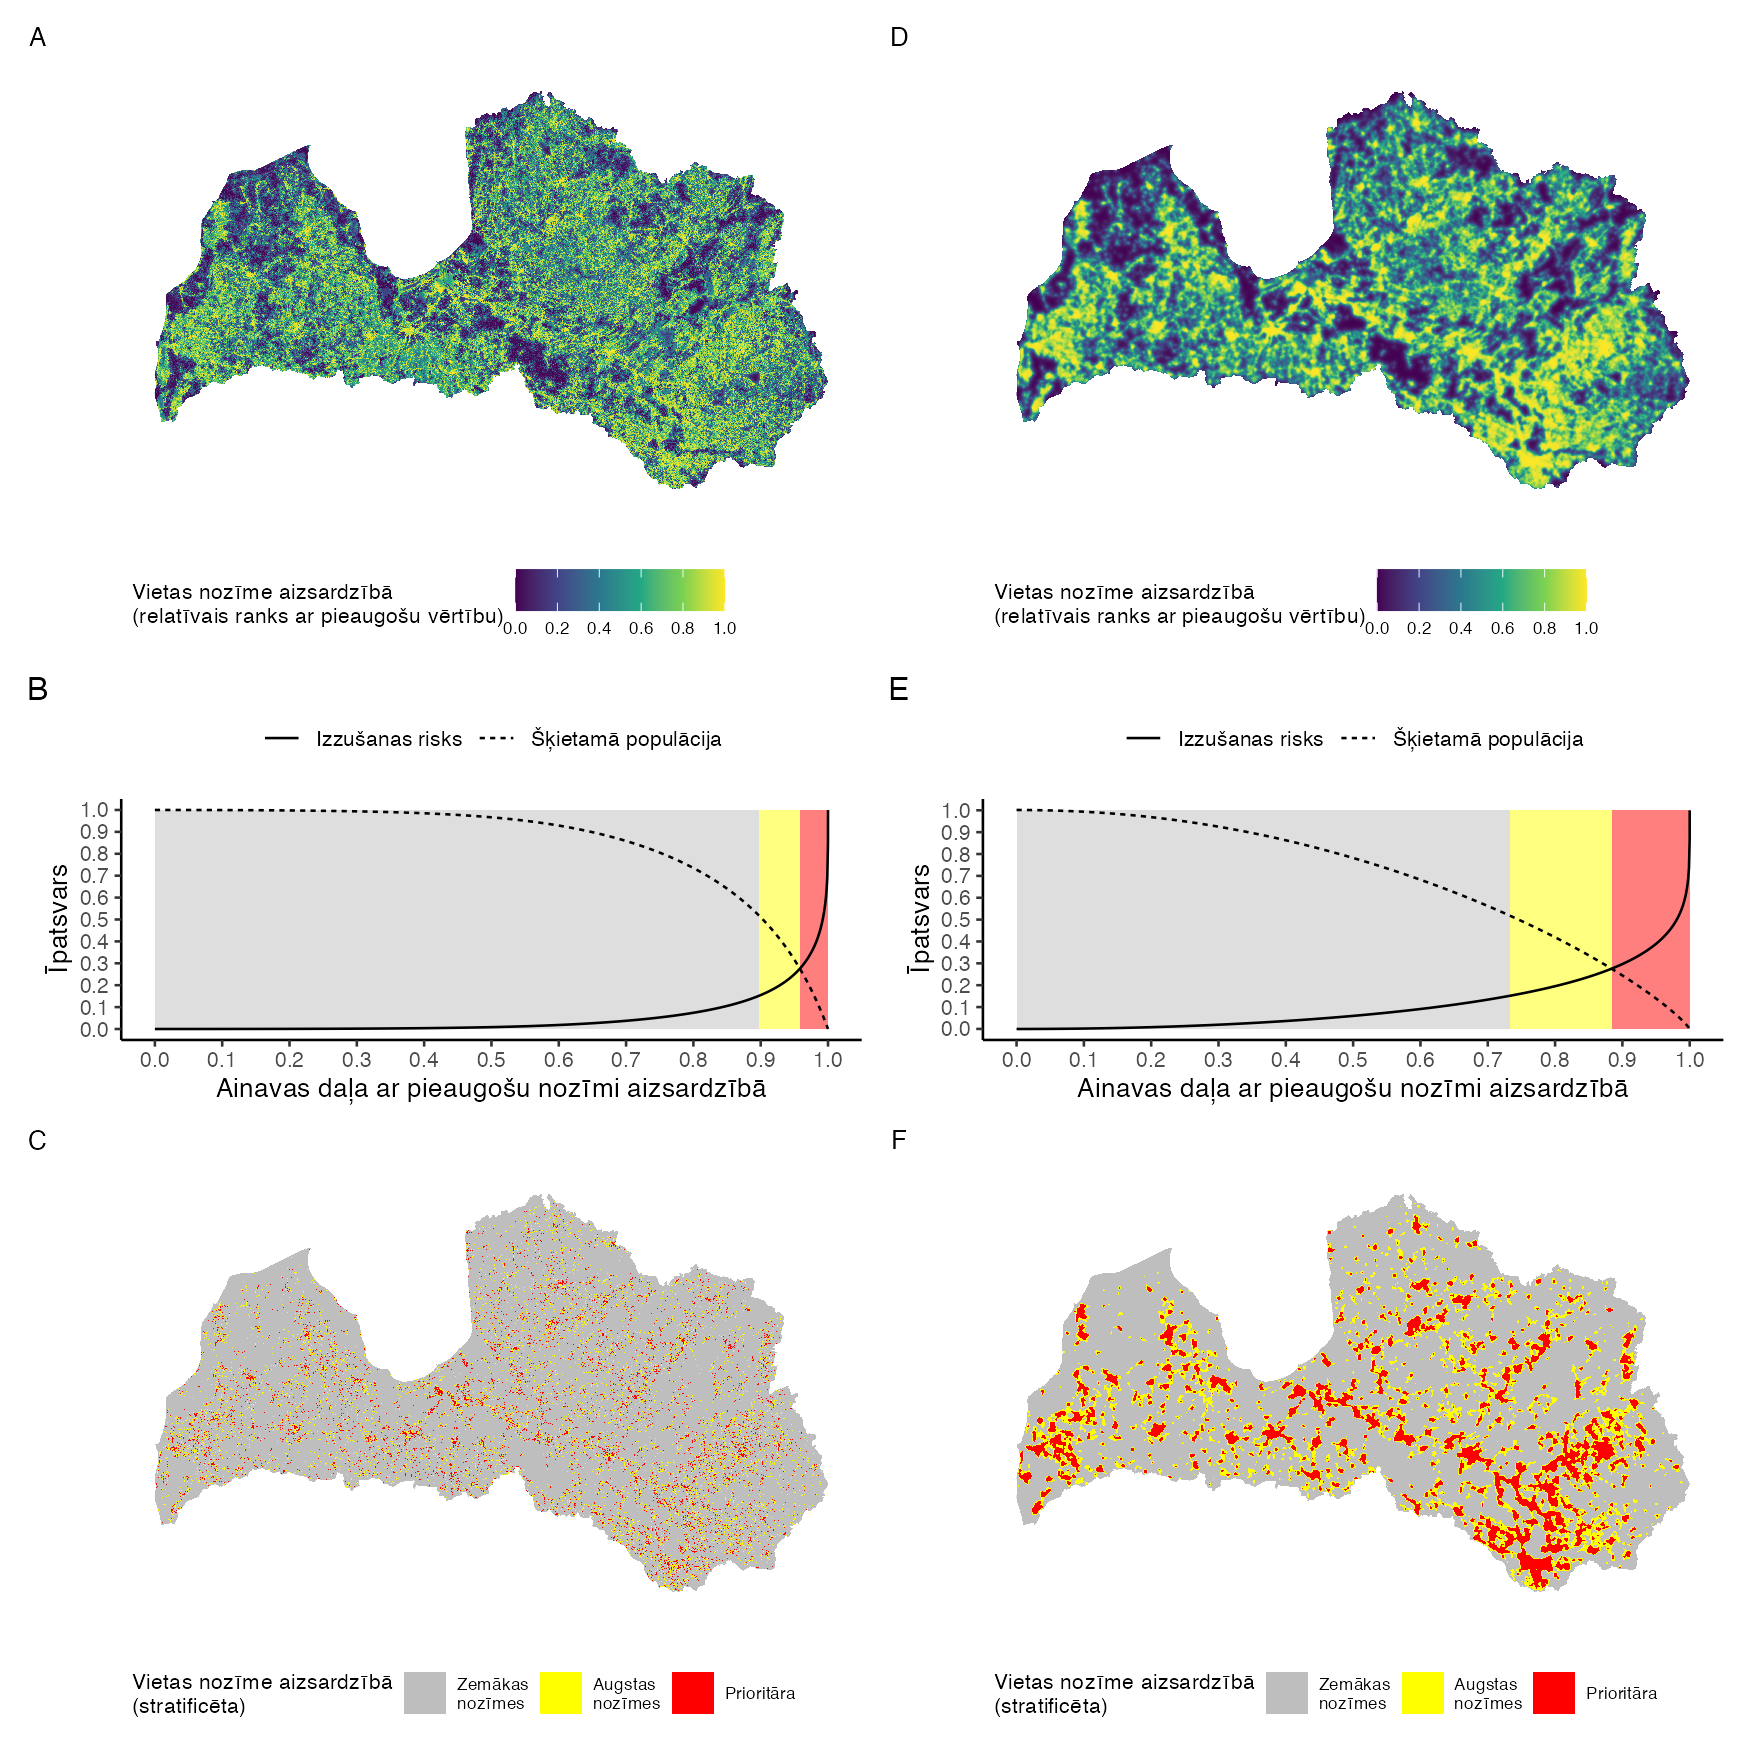 A
Vietas nozīme aizsardzībā
(relatīvais ranks ar pieaugošu vērtību)
0.0 0.2 0.4 0.6 0.8 1.0
D
Vietas nozīme aizsardzībā
(relatīvais ranks ar pieaugošu vērtību)
0.0 0.2 0.4 0.6 0.8 1.0
B
Izzušanas risks Šķietamā populācija
Īpatsvars
1.0
0.9
0.8
0.7
0.6
0.5
0.4
0.3
0.2
0.1
0.0
0.0 0.1 0.2 0.3 0.4 0.5 0.6 0.7 0.8 0.9 1.0
Ainavas daļa ar pieaugošu nozīmi aizsardzībā
E
Izzušanas risks Šķietamā populācija
Īpatsvars
1.0
0.9
0.8
0.7
0.6
0.5
0.4
0.3
0.2
0.1
0.0
0.0 0.1 0.2 0.3 0.4 0.5 0.6 0.7 0.8 0.9 1.0
Ainavas daļa ar pieaugošu nozīmi aizsardzībā
C
Vietas nozīme aizsardzībā
(stratificēta)
Zemākas
nozīmes
Augstas
nozīmes
Prioritāra
F
Vietas nozīme aizsardzībā
(stratificēta)
Zemākas
nozīmes
Augstas
nozīmes
Prioritāra